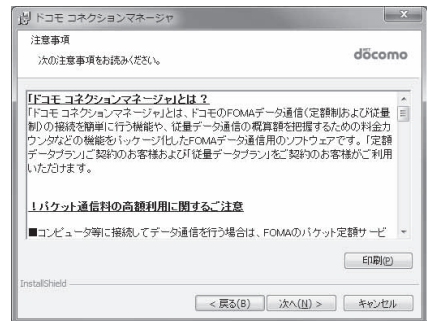 ドコモ コネクションマネージャ
注意事項
次の注意事項をお読みください。
döcomo
「ドコモ コネクションマネージャ」とは?
「ドコモ コネクションマネージャ」とは、ドコモのFOMAデータ通信(定額制および従量
制)の接続を簡単に行う機能や、従量データ通信の概算額を把握するための料金カ
ウンタなどの機能をパッケージ化したFOMAデータ通信用のソフトウェアです。「定額
データプラン」ご契約のお客様および「従量データプラン」をご契約のお客様がご利用
いただけます。
!パケット通信料の高額利用に関するご注意
■コンピュータ等に接続してデータ通信を行う場合は、FOMAのパケット定額サービ
印刷(P)
InstallShield
< 戻る(B)
次へ(N) >
キャンセル